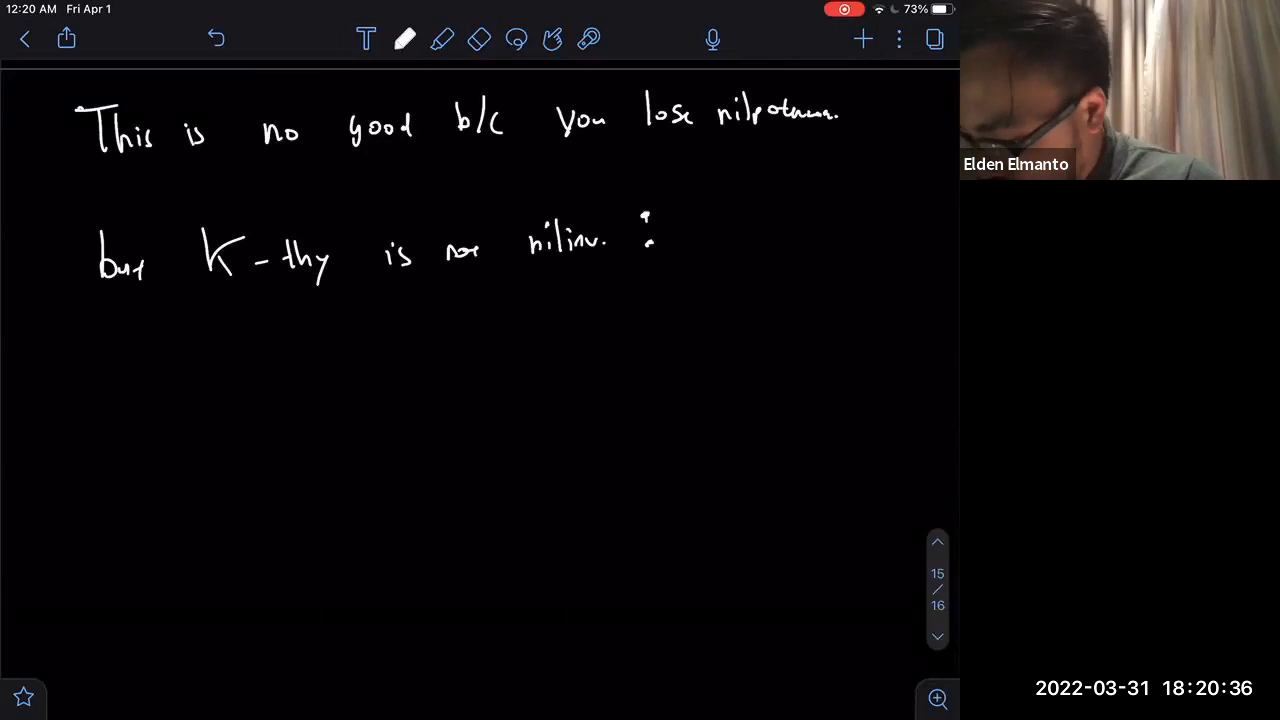 12:20 AM Fri Apr 1
73%
T
This is no good b/c you lose
but K-thy is not nilinv. :
Elden Elmanto
15
/
16
2022-03-31 18:20:36